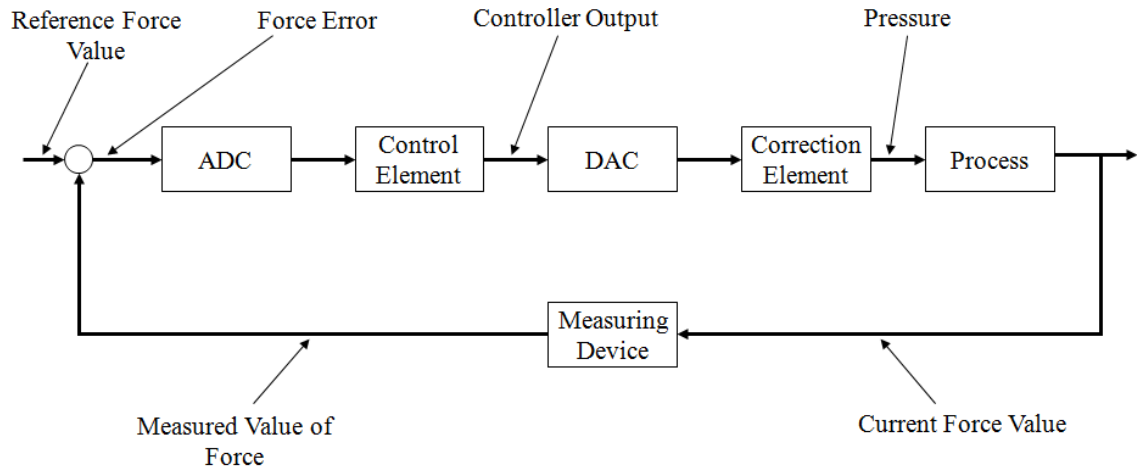 Reference Force
Value
Force Error
Controller Output
Pressure
ADC
Control
Element
DAC
Correction
Element
Process
Measuring
Device
Measured Value of
Force
Current Force Value